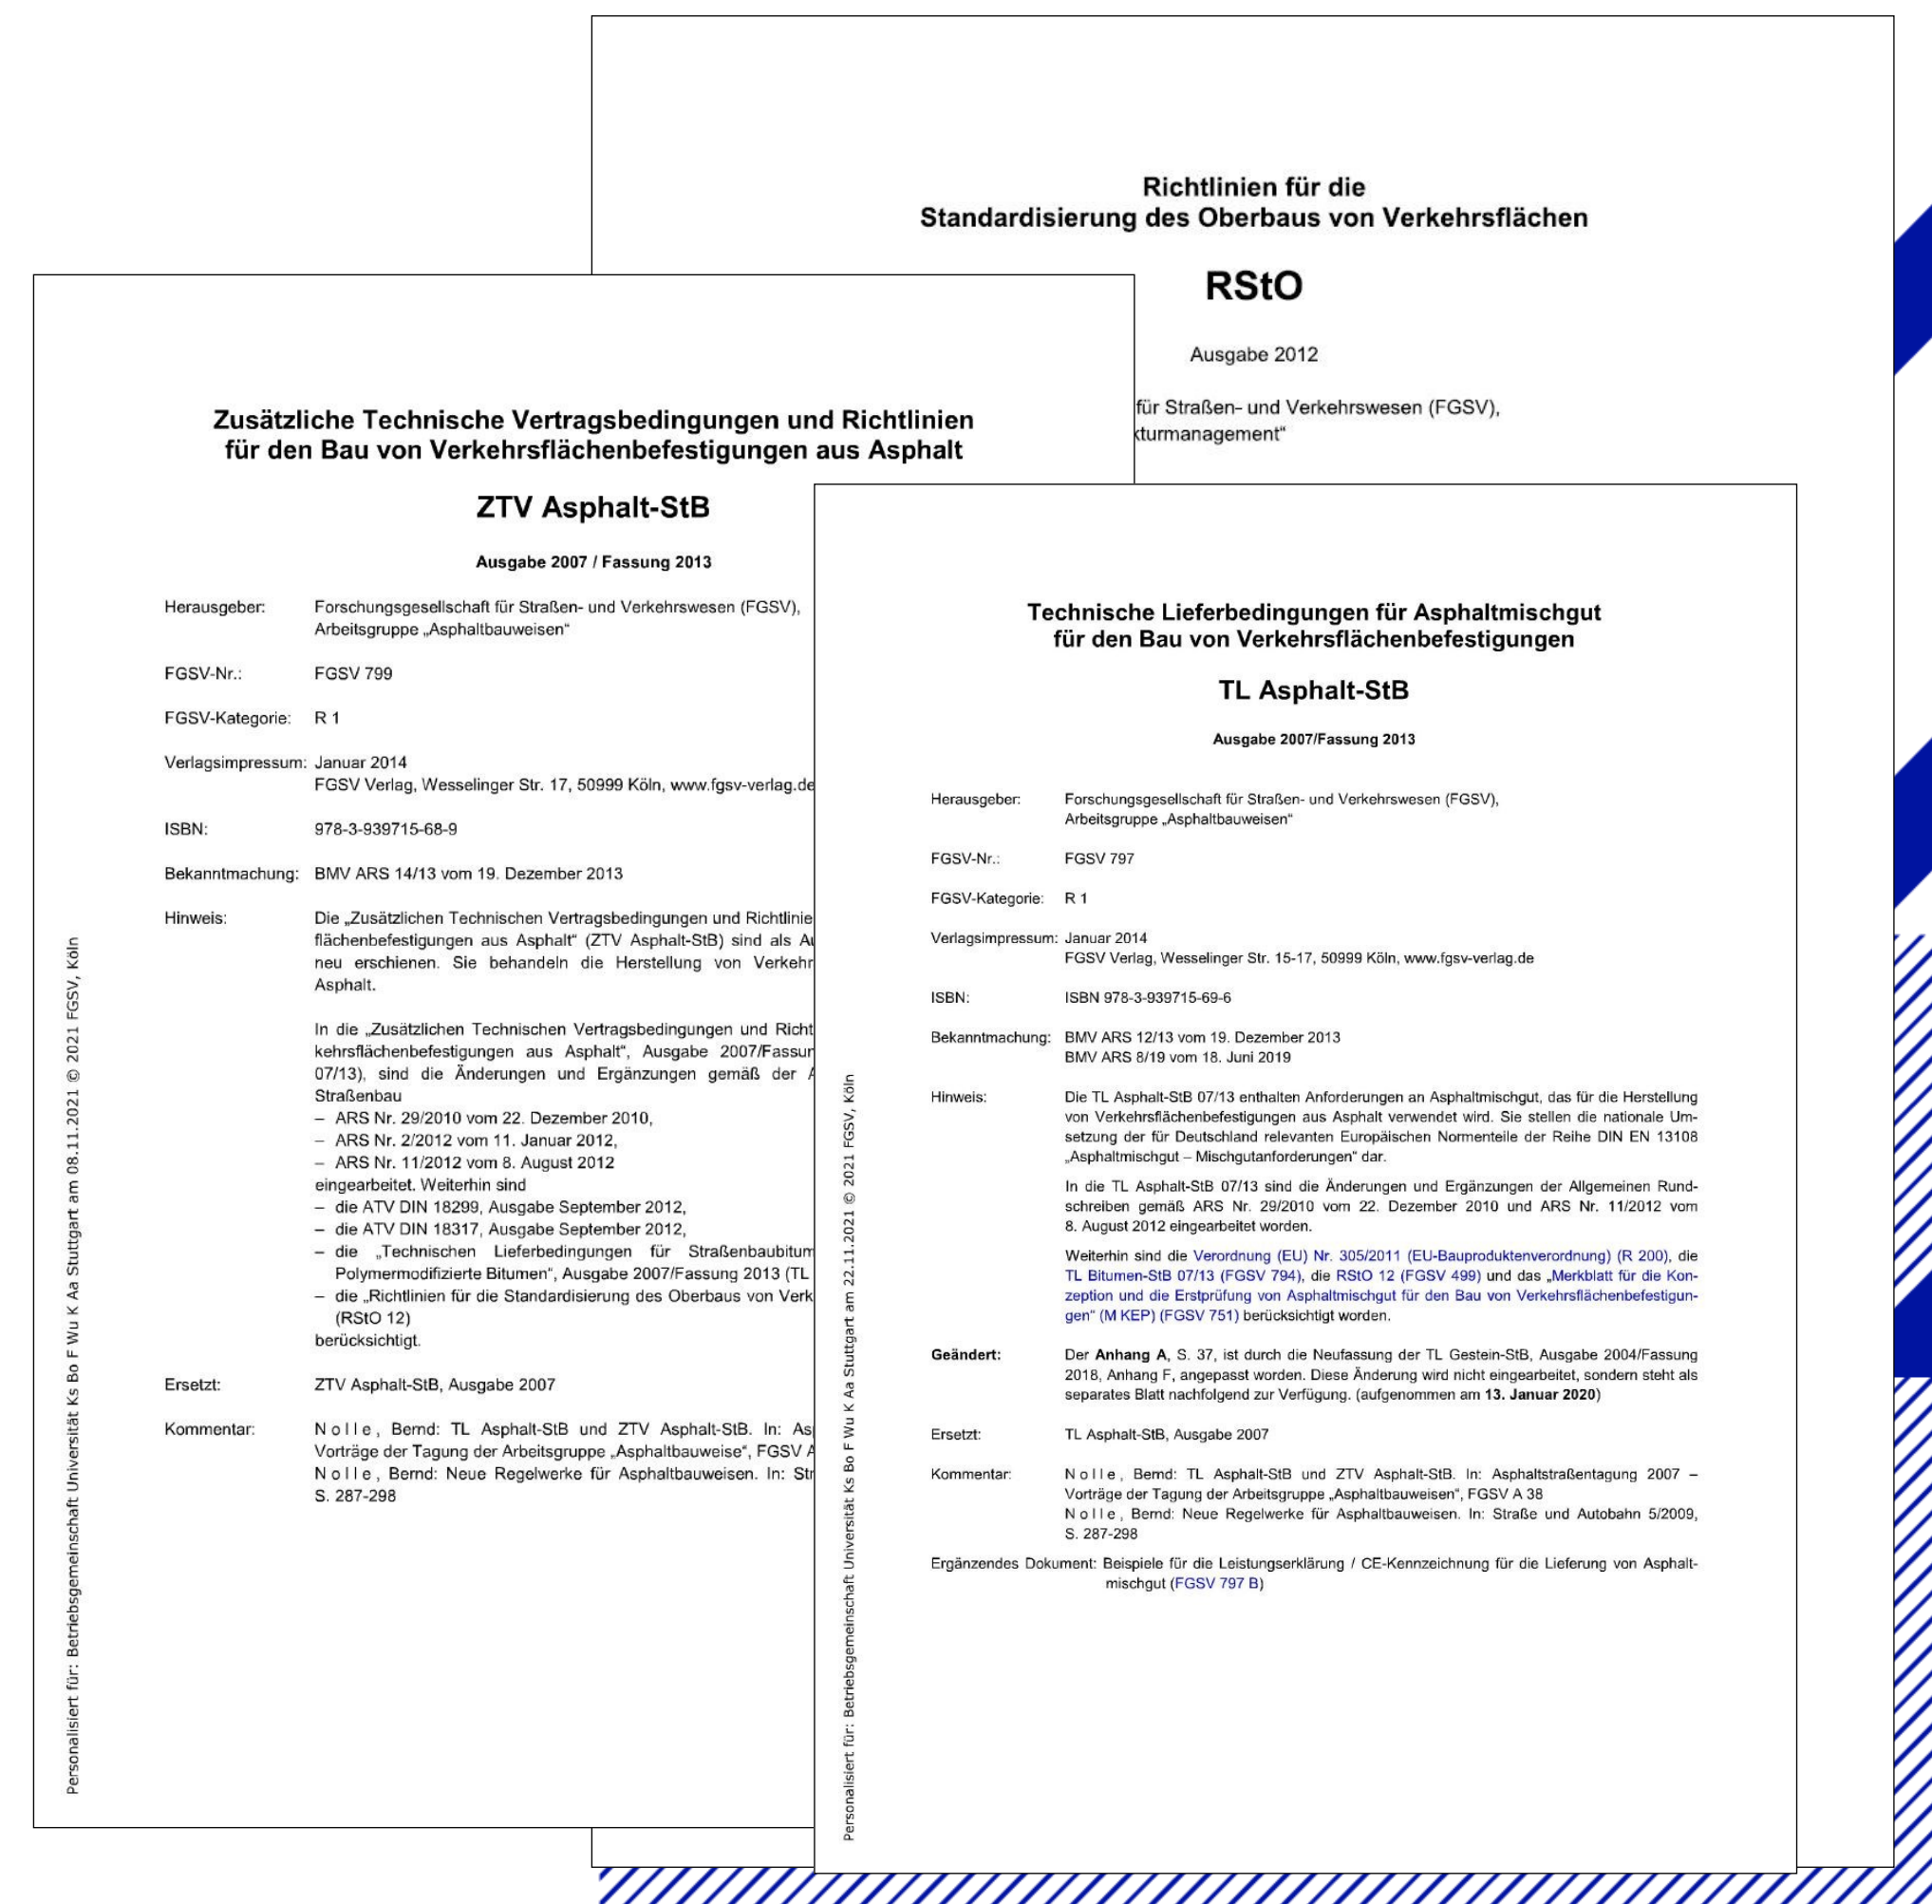 Richtlinien für die
Standardisierung des Oberbaus von Verkehrsflächen
RStO
Ausgabe 2012
für Straßen- und Verkehrswesen (FGSV),
kturmanagement“
Zusätzliche Technische Vertragsbedingungen und Richtlinien
für den Bau von Verkehrsflächenbefestigungen aus Asphalt
ZTV Asphalt-StB
Ausgabe 2007 / Fassung 2013
Herausgeber: Forschungsgesellschaft für Straßen- und Verkehrswesen (FGSV),
Arbeitsgruppe „Asphaltbauweisen“
FGSV-Nr.: FGSV 799
FGSV-Kategorie: R 1
Verlagsimpressum: Januar 2014
FGSV Verlag, Wesselinger Str. 17, 50999 Köln, www.fgsv-verlag.de
ISBN: 978-3-939715-68-9
Bekanntmachung: BMV ARS 14/13 vom 19. Dezember 2013
Hinweis: Die „Zusätzlichen Technischen Vertragsbedingungen und Richtlinie
flächenbefestigungen aus Asphalt“ (ZTV Asphalt-StB) sind als Au
neu erschienen. Sie behandeln die Herstellung von Verkehr
Asphalt.
In die „Zusätzlichen Technischen Vertragsbedingungen und Richt
kehrsflächenbefestigungen aus Asphalt“, Ausgabe 2007/Fassun
07/13), sind die Änderungen und Ergänzungen gemäß der A
Straßenbau
– ARS Nr. 29/2010 vom 22. Dezember 2010,
– ARS Nr. 2/2012 vom 11. Januar 2012,
– ARS Nr. 11/2012 vom 8. August 2012
eingearbeitet. Weiterhin sind
– die ATV DIN 18299, Ausgabe September 2012,
– die ATV DIN 18317, Ausgabe September 2012,
– die „Technischen Lieferbedingungen für Straßenbaubitum
Polymermodifizierte Bitumen“, Ausgabe 2007/Fassung 2013 (TL
– die „Richtlinien für die Standardisierung des Oberbaus von Verk
(RStO 12)
berücksichtigt.
Ersetzt: ZTV Asphalt-StB, Ausgabe 2007
Kommentar: Nolle, Bernd: TL Asphalt-StB und ZTV Asphalt-StB. In: Asp
Vorträge der Tagung der Arbeitsgruppe „Asphaltbauweise“, FGSV A
Nolle, Bernd: Neue Regelwerke für Asphaltbauweisen. In: Str
S. 287-298
Personalisiert für: Betriebsgemeinschaft Universität Ks Bo F Wu K Aa Stuttgart am 08.11.2021 © 2021 FGSV, Köln
Technische Lieferbedingungen für Asphaltmischgut
für den Bau von Verkehrsflächenbefestigungen
TL Asphalt-StB
Ausgabe 2007/Fassung 2013
Herausgeber: Forschungsgesellschaft für Straßen- und Verkehrswesen (FGSV),
Arbeitsgruppe „Asphaltbauweisen“
FGSV-Nr.: FGSV 797
FGSV-Kategorie: R 1
Verlagsimpressum: Januar 2014
FGSV Verlag, Wesselinger Str. 15-17, 50999 Köln, www.fgsv-verlag.de
ISBN: ISBN 978-3-939715-69-6
Bekanntmachung: BMV ARS 12/13 vom 19. Dezember 2013
BMV ARS 8/19 vom 18. Juni 2019
Hinweis: Die TL Asphalt-StB 07/13 enthalten Anforderungen an Asphaltmischgut, das für die Herstellung
von Verkehrsflächenbefestigungen aus Asphalt verwendet wird. Sie stellen die nationale Um-
setzung der für Deutschland relevanten Europäischen Normenteile der Reihe DIN EN 13108
„Asphaltmischgut – Mischgutanforderungen“ dar.
In die TL Asphalt-StB 07/13 sind die Änderungen und Ergänzungen der Allgemeinen Rund-
schreiben gemäß ARS Nr. 29/2010 vom 22. Dezember 2010 und ARS Nr. 11/2012 vom
8. August 2012 eingearbeitet worden.
Weiterhin sind die Verordnung (EU) Nr. 305/2011 (EU-Bauproduktenverordnung) (R 200), die
TL Bitumen-StB 07/13 (FGSV 794), die RStO 12 (FGSV 499) und das „Merkblatt für die Kon-
zeption und die Erstprüfung von Asphaltmischgut für den Bau von Verkehrsflächenbefestigun-
gen“ (M KEP) (FGSV 751) berücksichtigt worden.
Geändert: Der Anhang A, S. 37, ist durch die Neufassung der TL Gestein-StB, Ausgabe 2004/Fassung
2018, Anhang F, angepasst worden. Diese Änderung wird nicht eingearbeitet, sondern steht als
separates Blatt nachfolgend zur Verfügung. (aufgenommen am 13. Januar 2020)
Ersetzt: TL Asphalt-StB, Ausgabe 2007
Kommentar: Nolle, Bernd: TL Asphalt-StB und ZTV Asphalt-StB. In: Asphaltstraßentagung 2007 –
Vorträge der Tagung der Arbeitsgruppe „Asphaltbauweisen“, FGSV A 38
Nolle, Bernd: Neue Regelwerke für Asphaltbauweisen. In: Straße und Autobahn 5/2009,
S. 287-298
Ergänzendes Dokument: Beispiele für die Leistungserklärung / CE-Kennzeichnung für die Lieferung von Asphalt-
mischgut (FGSV 797 B)
Personalisiert für: Betriebsgemeinschaft Universität Ks Bo F Wu K Aa Stuttgart am 22.11.2021 © 2021 FGSV, Köln